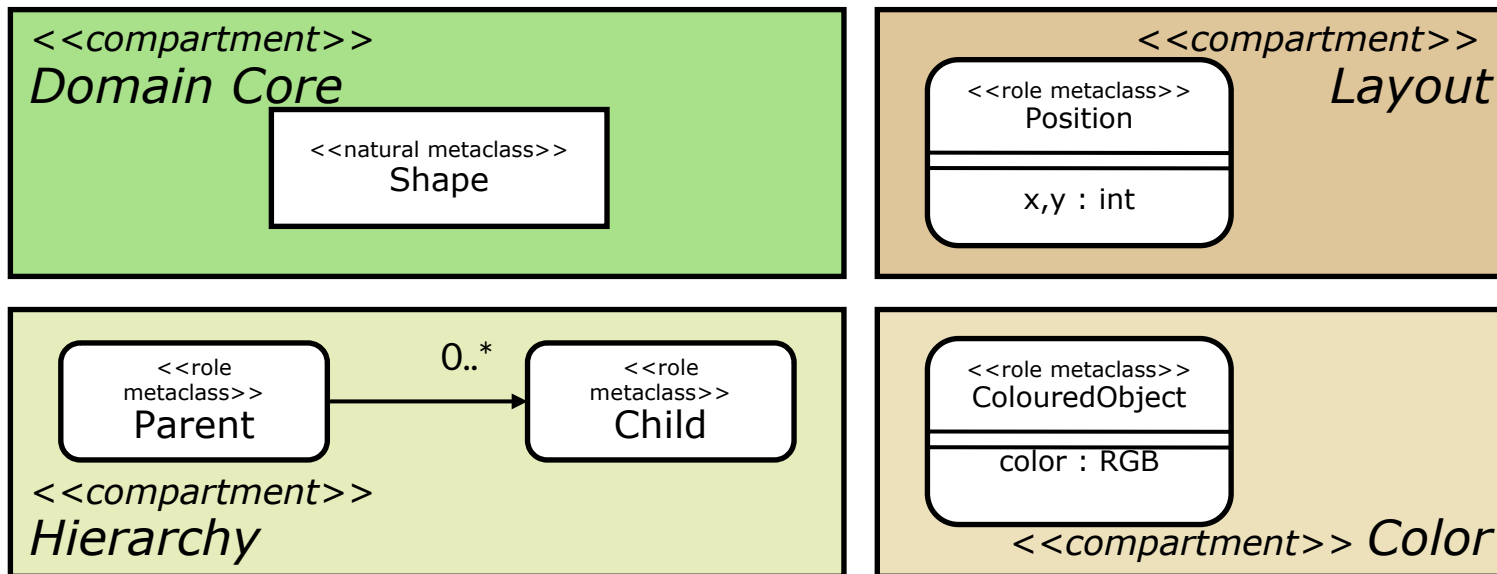 <<compartment>>
Domain Core
<<natural metaclass>>
Shape
<<compartment>>
Layout
<<role metaclass>>
Position
x,y : int
<<role
metaclass>>
Parent
0..*
<<role
metaclass>>
Child
<<compartment>>
Hierarchy
<<role metaclass>>
ColouredObject
color : RGB
<<compartment>> Color